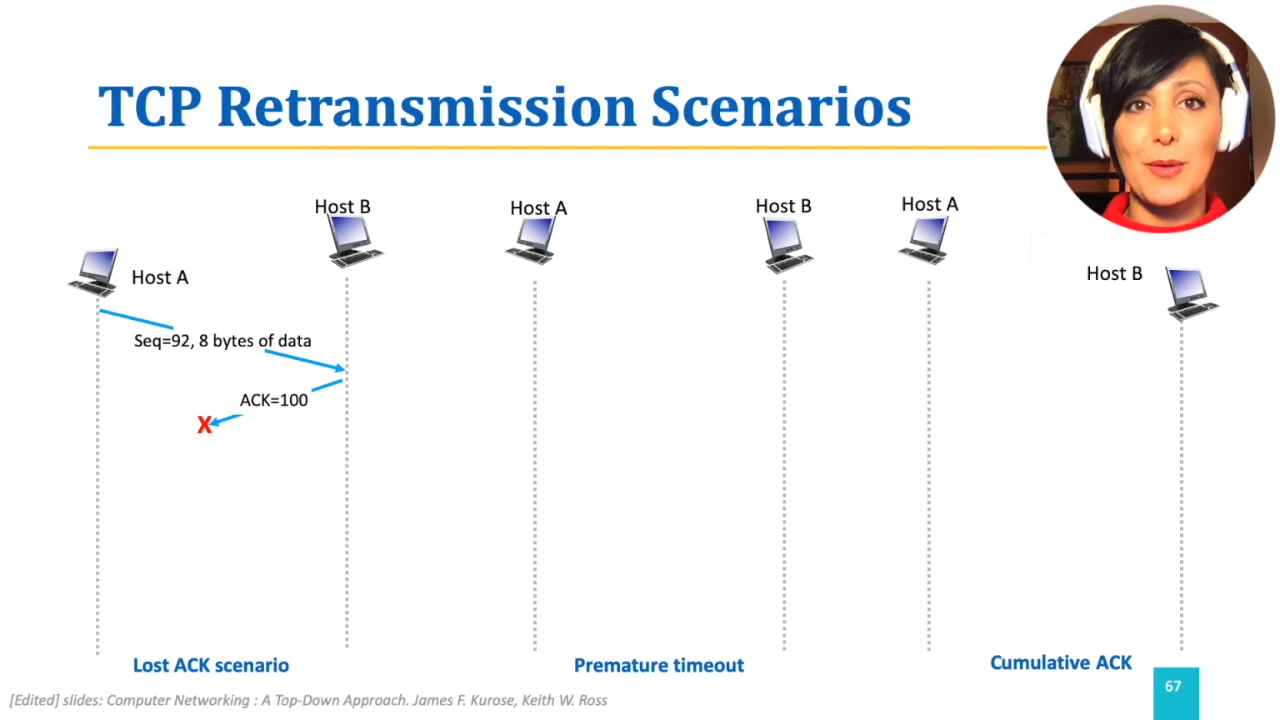 TCP Retransmission Scenarios
Host A
Host B
Seq=92, 8 bytes of data
ACK=100
X
Lost ACK scenario
Host A
Host B
Premature timeout
Host A
Host B
Cumulative ACK
[Edited] slides: Computer Networking : A Top-Down Approach. James F. Kurose, Keith W. Ross
67